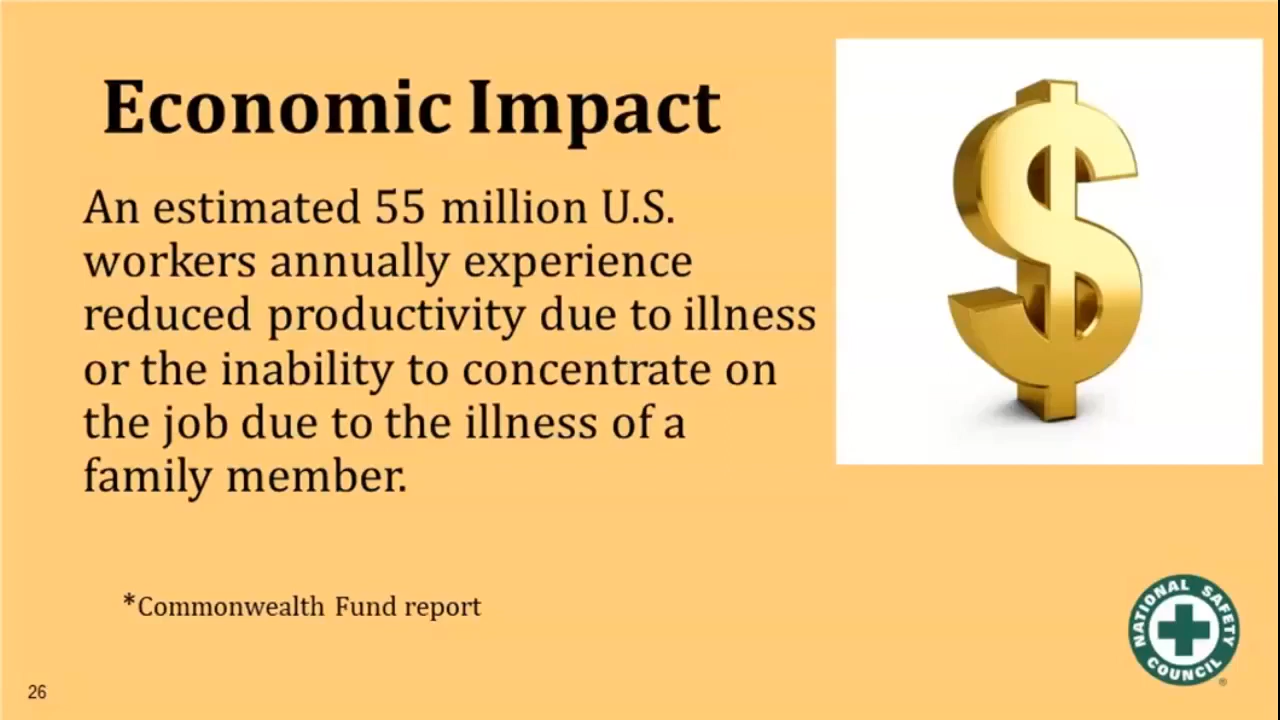 Economic Impact
An estimated 55 million U.S.
workers annually experience
reduced productivity due to illness
or the inability to concentrate on
the job due to the illness of a
family member.
*Commonwealth Fund report
NATIONAL SAFETY
COUNCIL
®
26